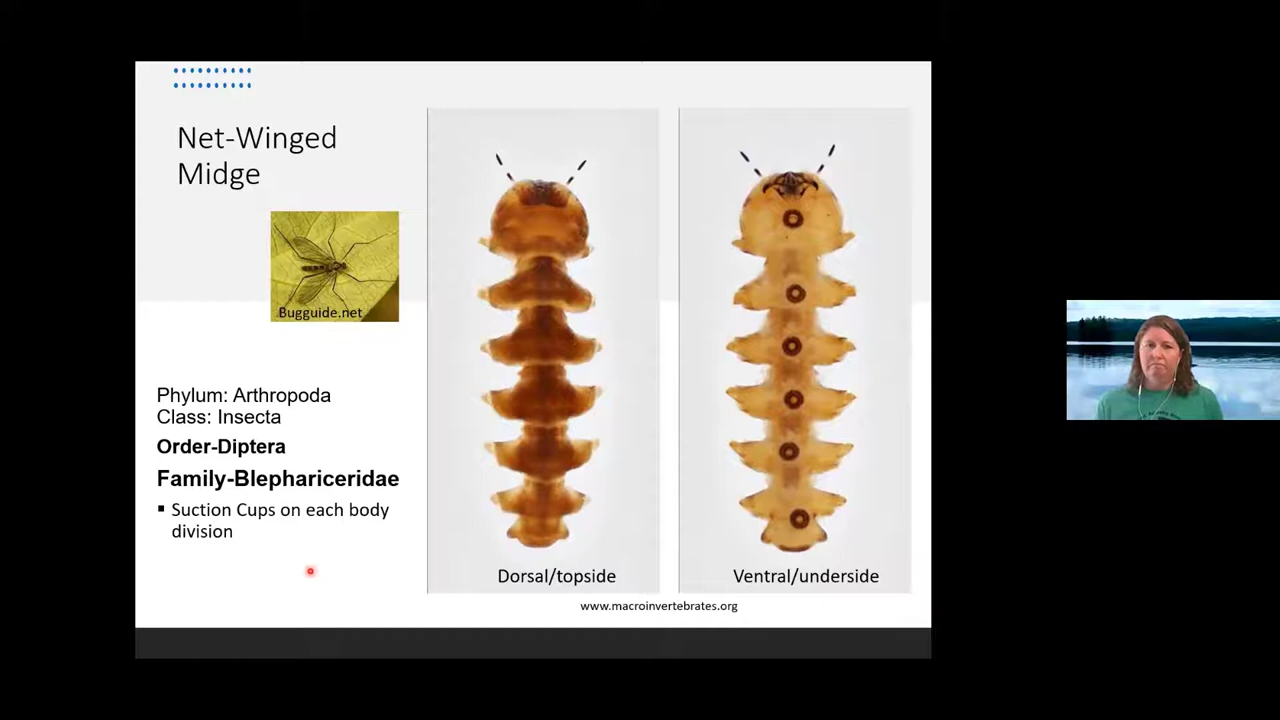 Net-Winged
Midge
Bugguide.net
Phylum: Arthropoda
Class: Insecta
Order-Diptera
Family-Blephariceridae
▪ Suction Cups on each body
division
Dorsal/topside
Ventral/underside
www.macroinvertebrates.org